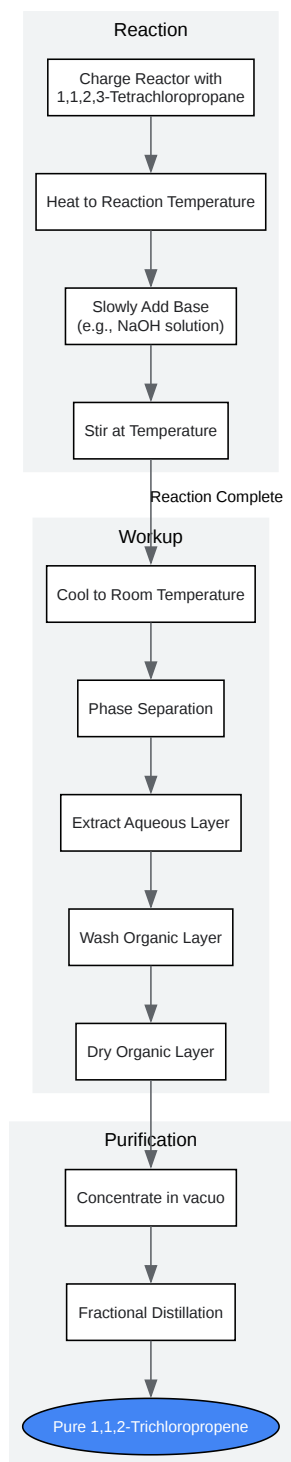 Reaction
Charge Reactor with
1,1,2,3-Tetrachloropropane
Heat to Reaction Temperature
Slowly Add Base
(e.g., NaOH solution)
Stir at Temperature
Reaction Complete
Workup
Cool to Room Temperature
Phase Separation
Extract Aqueous Layer
Wash Organic Layer
Dry Organic Layer
Purification
Concentrate in vacuo
Fractional Distillation
Pure 1,1,2-Trichloropropene